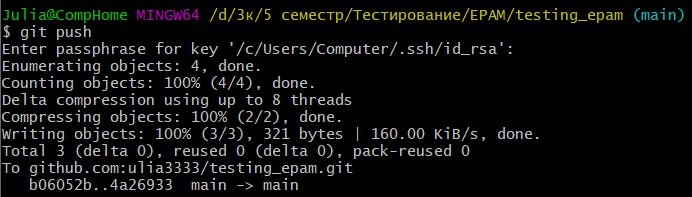 Julia@CompHome MINGW64 /d/3к/5 семестр/Тестирование/EPAM/testing_epam (main)
$ git push
Enter passphrase for key '/c/Users/Computer/.ssh/id_rsa':
Enumerating objects: 4, done.
Counting objects: 100% (4/4), done.
Delta compression using up to 8 threads
Compressing objects: 100% (2/2), done.
Writing objects: 100% (3/3), 321 bytes | 160.00 KiB/s, done.
Total 3 (delta 0), reused 0 (delta 0), pack-reused 0
To github.com:ulia3333/testing_epam.git
   b06052b..4a26933  main -> main